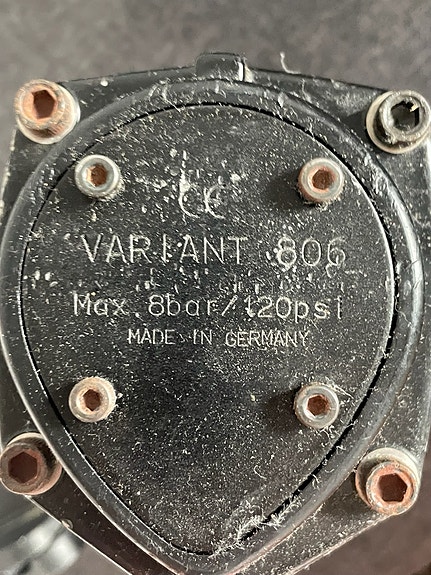 CE
VARIANT 806
Max. 8bar/120psi
MADE IN GERMANY